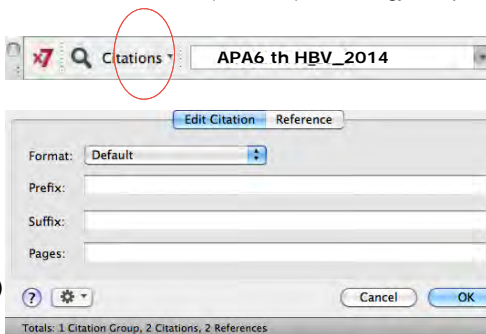 x7 Citations APA6 th HBV_2014
Edit Citation Reference
Format: Default
Prefix:
Suffix:
Pages:
? Cancel OK
Totals: 1 Citation Group, 2 Citations, 2 References